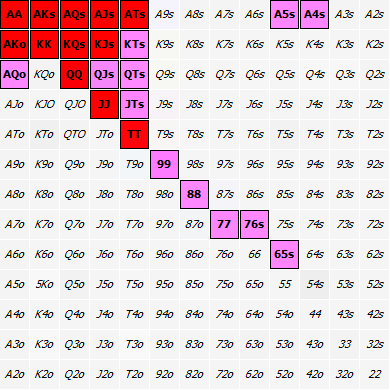 AA AKs AQs AJs ATs A9s A8s A7s A6s A5s A4s A3s A2s
AKo KK KQs KJs KTs K9s K8s K7s K6s K5s K4s K3s K2s
AQo KQo QQ QJs QTs Q9s Q8s Q7s Q6s Q5s Q4s Q3s Q2s
AJo KJO QJO JJ JTs J9s J8s J7s J6s J5s J4s J3s J2s
ATo KTo QTO JTo TT T9s T8s T7s T6s T5s T4s T3s T2s
A9o K9o Q9o J9o T9o 99 98s 97s 96s 95s 94s 93s 92s
A8o K8o Q8o J8o T8o 98o 88 87s 86s 85s 84s 83s 82s
A7o K7o Q7o J7o T7o 97o 87o 77 76s 75s 74s 73s 72s
A6o K6o Q6o J6o T6o 96o 86o 76o 66 65s 64s 63s 62s
A5o 5Ko Q5o J5o T5o 95o 85o 75o 65o 55 54s 53s 52s
A4o K4o Q4o J4o T4o 94o 84o 74o 64o 54o 44 43s 42s
A3o K3o Q3o J3o T3o 93o 83o 73o 63o 53o 43o 33 32s
A2o K2o Q2o J2o T2o 92o 82o 72o 62o 52o 42o 32o 22